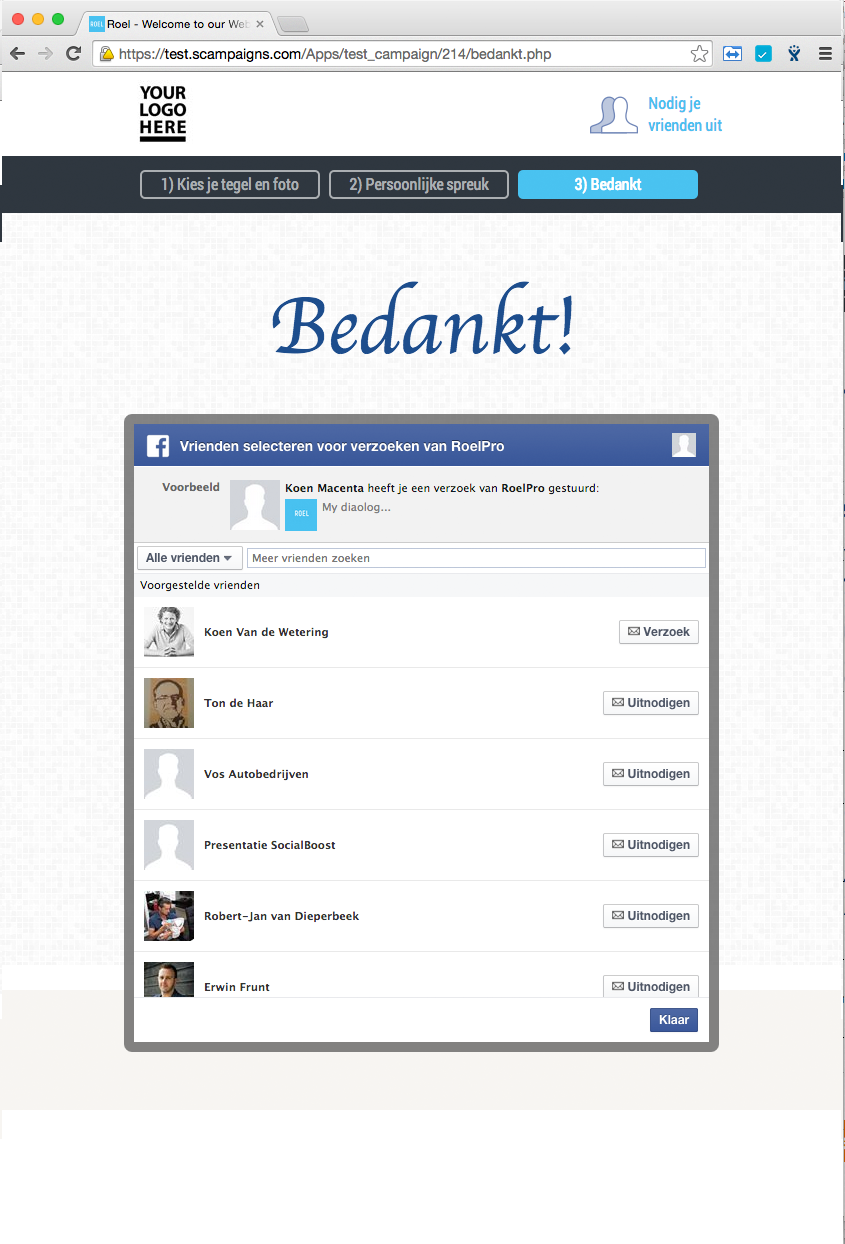 ROEL Roel - Welcome to our Web
https://test.scampaigns.com/Apps/test_campaign/214/bedankt.php
YOUR
LOGO
HERE
Nodig je
vrienden uit
1) Kies je tegel en foto
2) Persoonlijke spreuk
3) Bedankt
Bedankt!
Vrienden selecteren voor verzoeken van RoelPro
Voorbeeld
Koen Macenta heeft je een verzoek van RoelPro gestuurd:
ROEL
My diaolog...
Alle vrienden
Meer vrienden zoeken
Voorgestelde vrienden
Koen Van de Wetering
Verzoek
Ton de Haar
Uitnodigen
Vos Autobedrijven
Uitnodigen
Presentatie SocialBoost
Uitnodigen
Robert-Jan van Dieperbeek
Uitnodigen
Erwin Frunt
Uitnodigen
Klaar